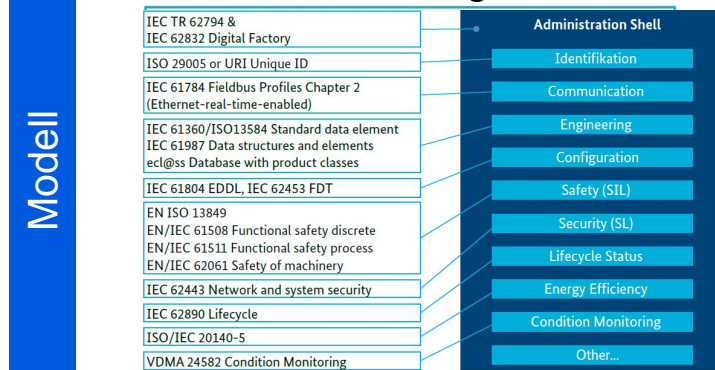 Modell
IEC TR 62794 &
IEC 62832 Digital Factory
ISO 29005 or URI Unique ID
IEC 61784 Fieldbus Profiles Chapter 2
(Ethernet-real-time-enabled)
IEC 61360/ISO13584 Standard data element
IEC 61987 Data structures and elements
ecl@ss Database with product classes
IEC 61804 EDDL, IEC 62453 FDT
EN ISO 13849
EN/IEC 61508 Functional safety discrete
EN/IEC 61511 Functional safety process
EN/IEC 62061 Safety of machinery
IEC 62443 Network and system security
IEC 62890 Lifecycle
ISO/IEC 20140-5
VDMA 24582 Condition Monitoring
Administration Shell
Identifikation
Communication
Engineering
Configuration
Safety (SIL)
Security (SL)
Lifecycle Status
Energy Efficiency
Condition Monitoring
Other...